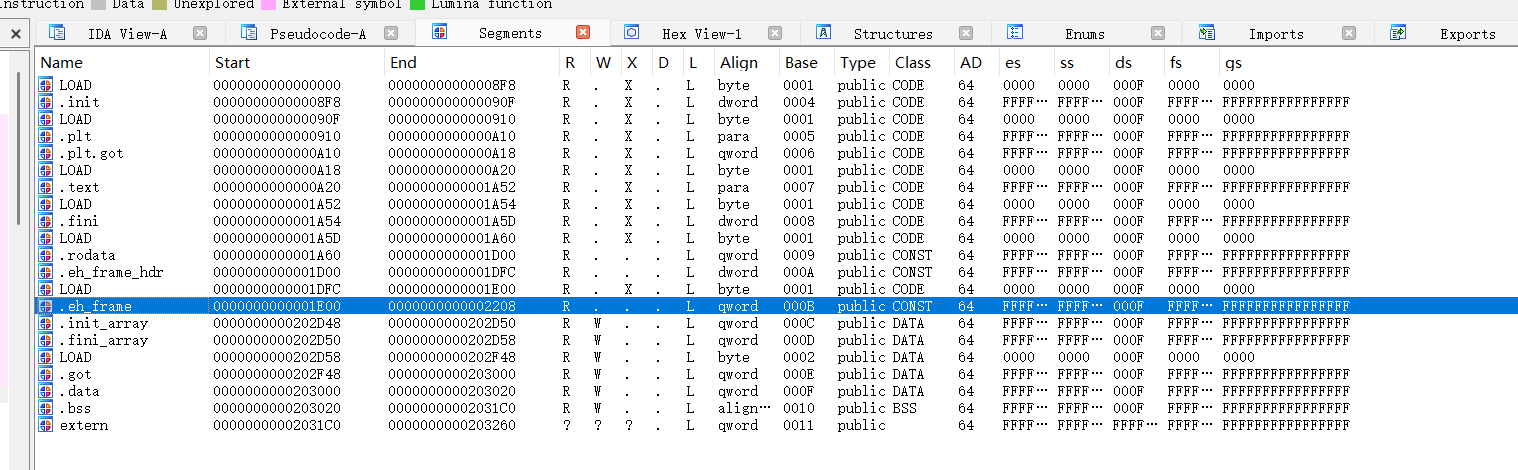 nstruction Data Unexplored External symbol Lumina function
IDA View-A Pseudocode-A Segments Hex View-1 Structures Enums Imports Exports
Name Start End R W X D L Align Base Type Class AD es ss ds fs gs
LOAD 0000000000000000 00000000000008F8 R . X . L byte 0001 public CODE 64 0000 0000 000F 0000 0000
.init 00000000000008F8 000000000000090F R . X . L dword 0004 public CODE 64 FFFF… FFFF… 000F FFFF… FFFFFFFFFFFFFFFF
LOAD 000000000000090F 0000000000000910 R . X . L byte 0001 public CODE 64 0000 0000 000F 0000 0000
.plt 0000000000000910 0000000000000A10 R . X . L para 0005 public CODE 64 FFFF… FFFF… 000F FFFF… FFFFFFFFFFFFFFFF
.plt.got 0000000000000A10 0000000000000A18 R . X . L qword 0006 public CODE 64 FFFF… FFFF… 000F FFFF… FFFFFFFFFFFFFFFF
LOAD 0000000000000A18 0000000000000A20 R . X . L byte 0001 public CODE 64 0000 0000 000F 0000 0000
.text 0000000000000A20 0000000000001A52 R . X . L para 0007 public CODE 64 FFFF… FFFF… 000F FFFF… FFFFFFFFFFFFFFFF
LOAD 0000000000001A52 0000000000001A54 R . X . L byte 0001 public CODE 64 0000 0000 000F 0000 0000
.fini 0000000000001A54 0000000000001A5D R . X . L dword 0008 public CODE 64 FFFF… FFFF… 000F FFFF… FFFFFFFFFFFFFFFF
LOAD 0000000000001A5D 0000000000001A60 R . X . L byte 0001 public CODE 64 0000 0000 000F 0000 0000
.rodata 0000000000001A60 0000000000001D00 R . . . L qword 0009 public CONST 64 FFFF… FFFF… 000F FFFF… FFFFFFFFFFFFFFFF
.eh_frame_hdr 0000000000001D00 0000000000001DFC R . . . L dword 000A public CONST 64 FFFF… FFFF… 000F FFFF… FFFFFFFFFFFFFFFF
LOAD 0000000000001DFC 0000000000001E00 R . X . L byte 0001 public CODE 64 0000 0000 000F 0000 0000
.eh_frame 0000000000001E00 0000000000002208 R . . . L qword 000B public CONST 64 FFFF… FFFF… 000F FFFF… FFFFFFFFFFFFFFFF
.init_array 0000000000202D48 0000000000202D50 R W . . L qword 000C public DATA 64 FFFF… FFFF… 000F FFFF… FFFFFFFFFFFFFFFF
.fini_array 0000000000202D50 0000000000202D58 R W . . L qword 000D public DATA 64 FFFF… FFFF… 000F FFFF… FFFFFFFFFFFFFFFF
LOAD 0000000000202D58 0000000000202F48 R W . . L byte 0002 public DATA 64 0000 0000 000F 0000 0000
.got 0000000000202F48 0000000000203000 R W . . L qword 000E public DATA 64 FFFF… FFFF… 000F FFFF… FFFFFFFFFFFFFFFF
.data 0000000000203000 0000000000203020 R W . . L qword 000F public DATA 64 FFFF… FFFF… 000F FFFF… FFFFFFFFFFFFFFFF
.bss 0000000000203020 00000000002031C0 R W . . L align… 0010 public BSS 64 FFFF… FFFF… 000F FFFF… FFFFFFFFFFFFFFFF
extern 00000000002031C0 0000000000203260 ? ? ? . L qword 0011 public 64 FFFF… FFFF… FFFF… FFFF… FFFFFFFFFFFFFFFF